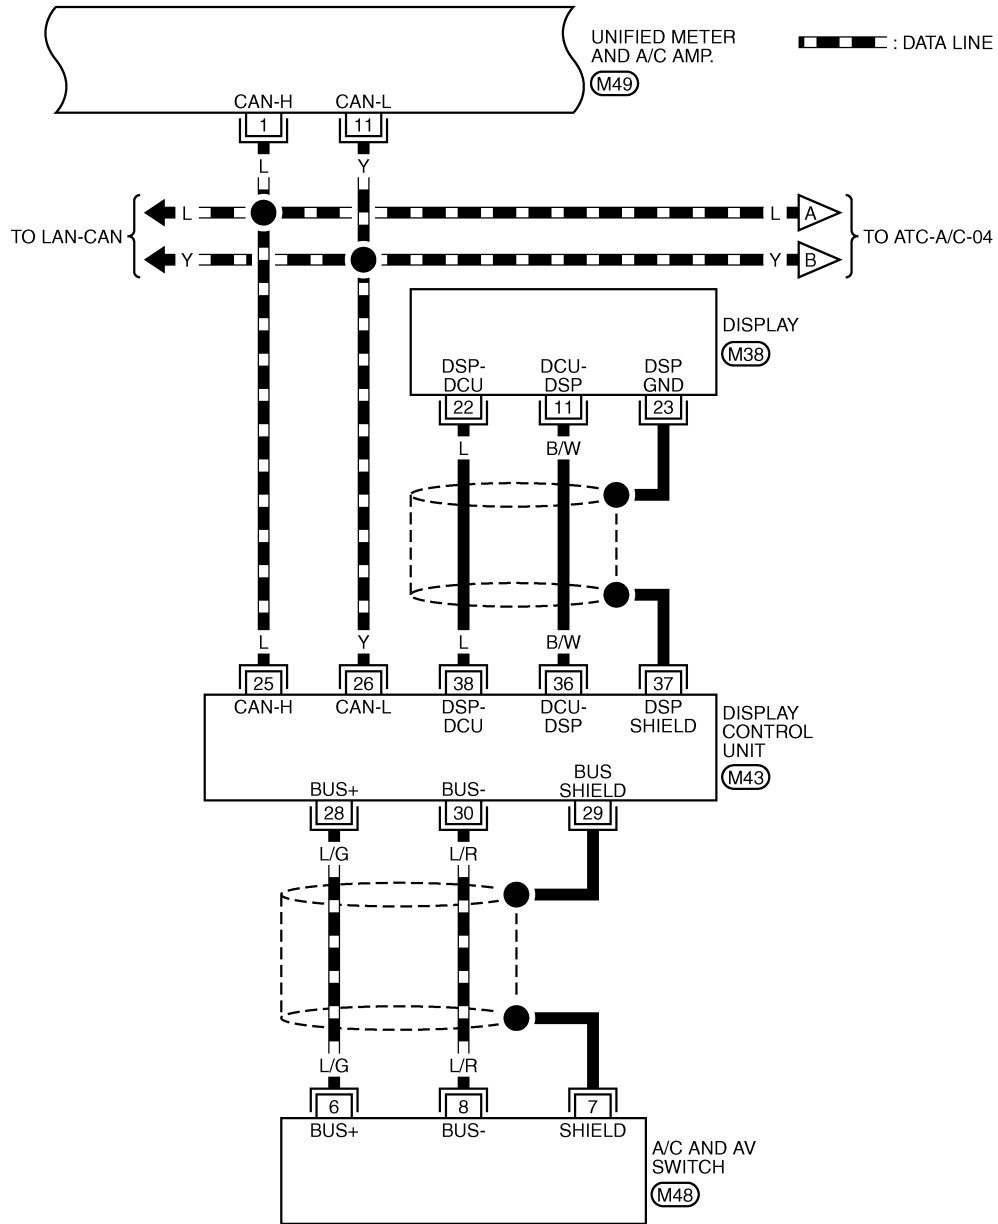 UNIFIED METER
AND A/C AMP.
M49
: DATA LINE
CAN-H CAN-L
1 11
L Y
TO LAN-CAN
L L A
Y Y B
TO ATC-A/C-04
DISPLAY
M38
DSP-
DCU
DCU-
DSP
DSP
GND
22 11 23
L B/W
L Y L B/W
25 26 38 36 37
CAN-H CAN-L
DSP-
DCU
DCU-
DSP
DSP
SHIELD
DISPLAY
CONTROL
UNIT
M43
BUS+ BUS-
BUS
SHIELD
28 30 29
L/G L/R
L/G L/R
6 8 7
BUS+ BUS- SHIELD
A/C AND AV
SWITCH
M48